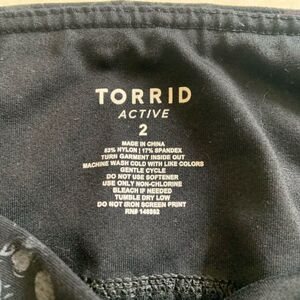 TORRID
ACTIVE
2
MADE IN CHINA
83% NYLON | 17% SPANDEX
TURN GARMENT INSIDE OUT
MACHINE WASH COLD WITH LIKE COLORS
GENTLE CYCLE
DO NOT USE SOFTENER
USE ONLY NON-CHLORINE
BLEACH IF NEEDED
TUMBLE DRY LOW
DO NOT IRON SCREEN PRINT
RN#